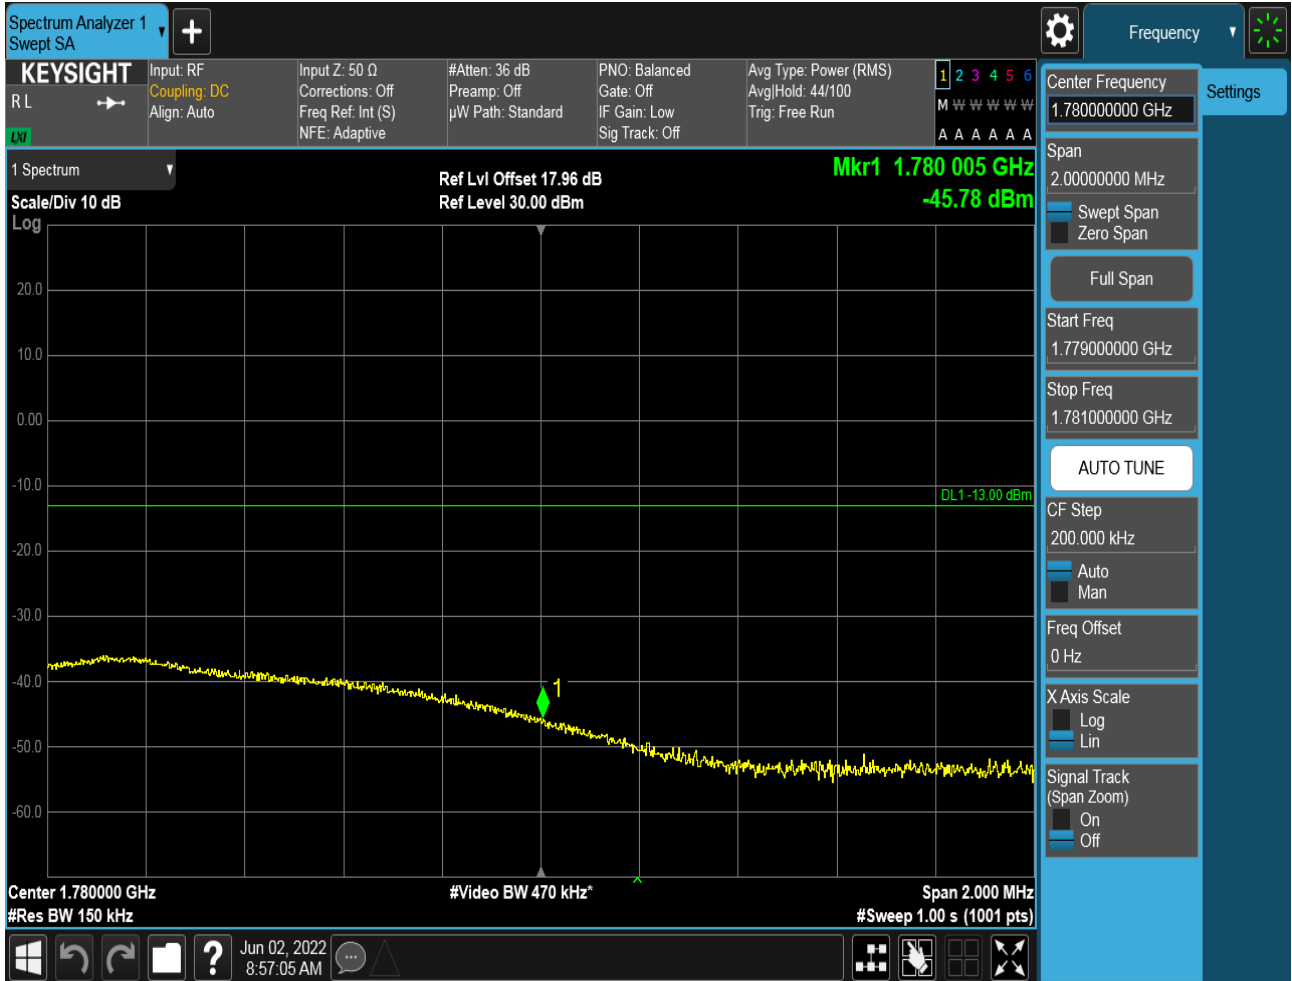 Spectrum Analyzer 1
Swept SA
Frequency
KEYSIGHT
R L
LXI
Input: RF
Coupling: DC
Align: Auto
Input Z: 50 Ω
Corrections: Off
Freq Ref: Int (S)
NFE: Adaptive
#Atten: 36 dB
Preamp: Off
µW Path: Standard
PNO: Balanced
Gate: Off
IF Gain: Low
Sig Track: Off
Avg Type: Power (RMS)
Avg|Hold: 44/100
Trig: Free Run
1 2 3 4 5 6
M W W W W W
A A A A A A
1 Spectrum
Scale/Div 10 dB
Log
Ref Lvl Offset 17.96 dB
Ref Level 30.00 dBm
Mkr1 1.780 005 GHz
-45.78 dBm
20.0
10.0
0.00
-10.0
-20.0
-30.0
-40.0
-50.0
-60.0
DL1 -13.00 dBm
1
Center 1.780000 GHz
#Res BW 150 kHz
#Video BW 470 kHz*
Span 2.000 MHz
#Sweep 1.00 s (1001 pts)
Jun 02, 2022
8:57:05 AM
Center Frequency
1.780000000 GHz
Settings
Span
2.00000000 MHz
Swept Span
Zero Span
Full Span
Start Freq
1.779000000 GHz
Stop Freq
1.781000000 GHz
AUTO TUNE
CF Step
200.000 kHz
Auto
Man
Freq Offset
0 Hz
X Axis Scale
Log
Lin
Signal Track
(Span Zoom)
On
Off